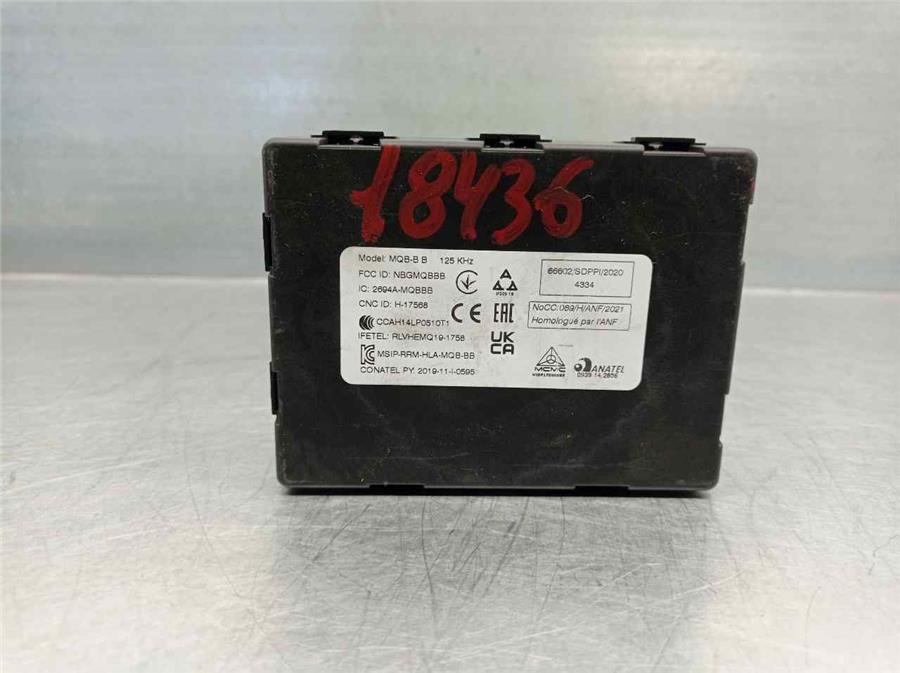 18436
Model: MQB-B B 125 KHz
FCC ID: NBGMQBBB
IC: 2694A-MQBBB
CNC ID: H-17568
CCAH14LP0510T1
IFETEL: RLVHEMQ19-1758
MSIP-RRM-HLA-MQB-BB
CONATEL PY: 2019-11-I-0595
66602/SDPPI/2020
4334
NoCC:089/H/ANF/2021
Homologué par l'ANF
CE
EAC
UK
CA
MCMC
ANATEL